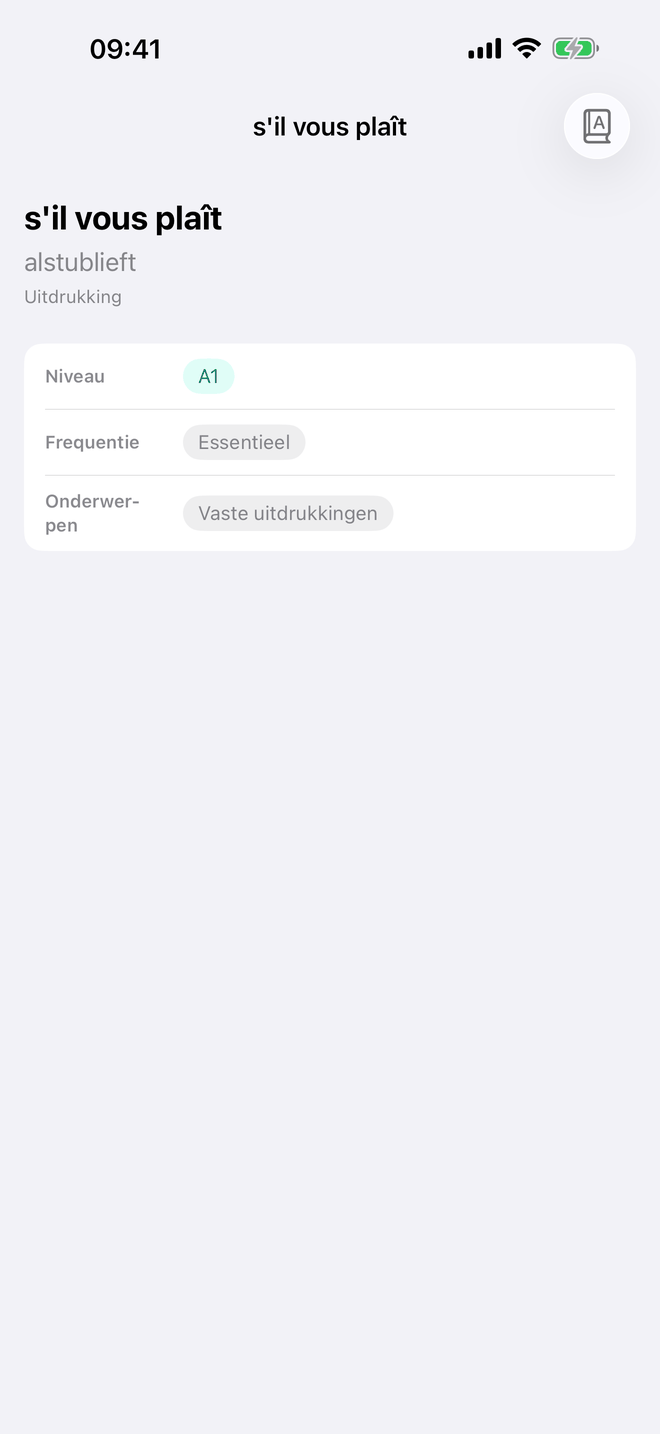 09:41
s'il vous plaît
A
s'il vous plaît
alstublieft
Uitdrukking
Niveau A1
Frequentie Essentieel
Onderwer-
pen
Vaste uitdrukkingen